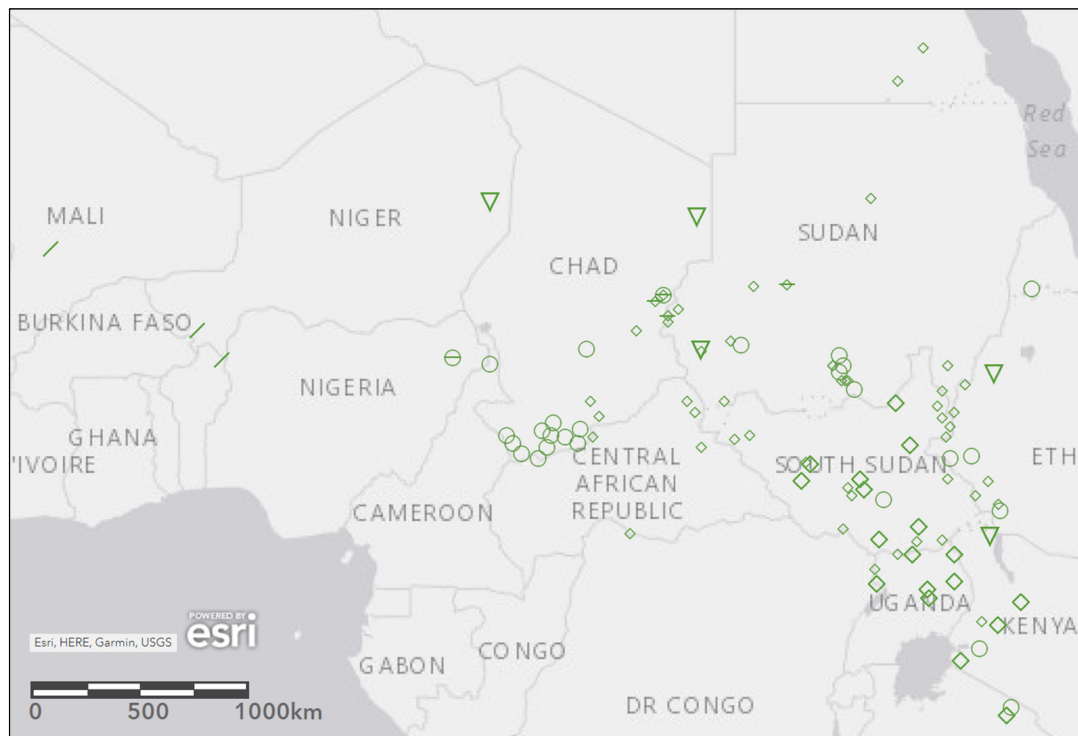 Red
Sea
MALI
NIGER
SUDAN
CHAD
BURKINA FASO
NIGERIA
GHANA
'IVOIRE
CENTRAL
AFRICAN
REPUBLIC
SOUTH SUDAN
ETH
CAMEROON
UGANDA
KENYA
POWERED BY
esri
Esri, HERE, Garmin, USGS
CONGO
GABON
DR CONGO
0 500 1000km